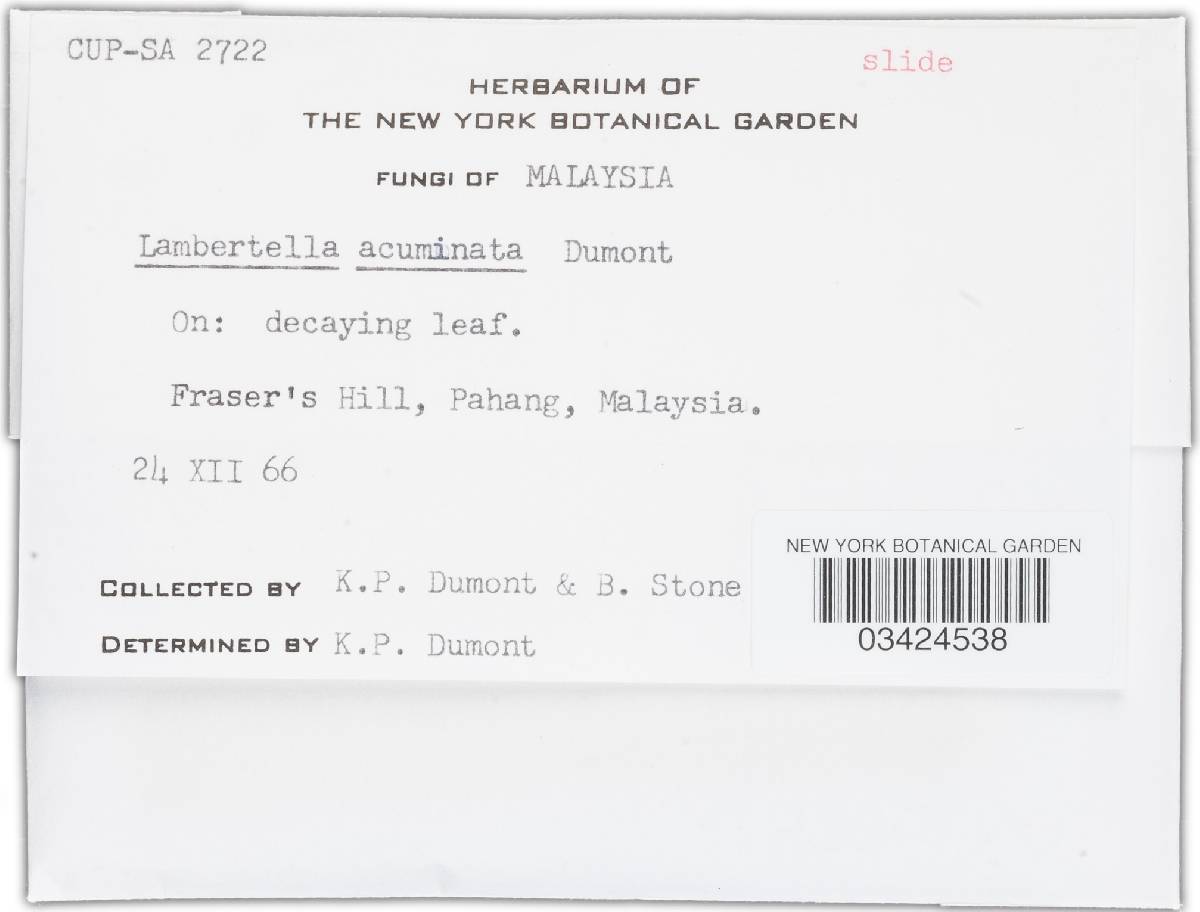 CUP-SA 2722
slide
HERBARIUM OF
THE NEW YORK BOTANICAL GARDEN
FUNGI OF MALAYSIA
Lambertella acuminata Dumont
On: decaying leaf.
Fraser's Hill, Pahang, Malaysia.
24 XII 66
COLLECTED BY K.P. Dumont & B. Stone
DETERMINED BY K.P. Dumont
NEW YORK BOTANICAL GARDEN
03424538